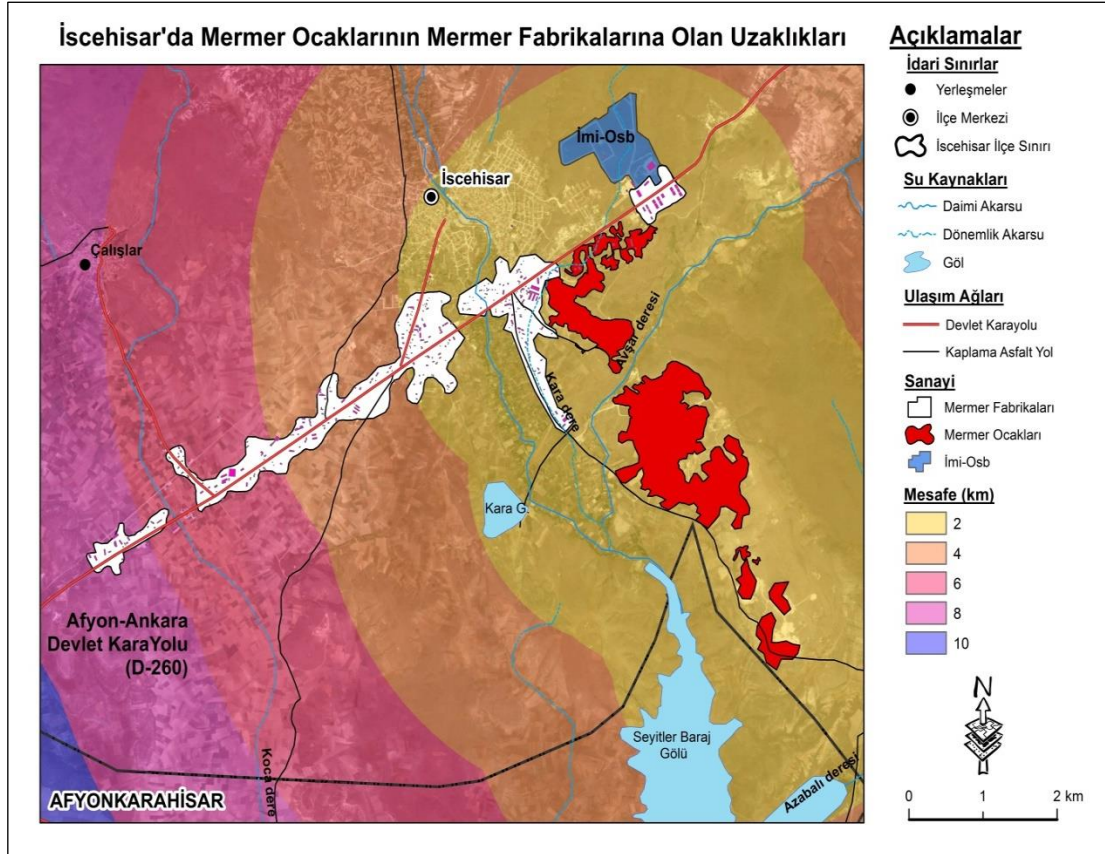 İscehisar'da Mermer Ocaklarının Mermer Fabrikalarına Olan Uzaklıkları
İmi-Osb
İscehisar
Çalışlar
Avşar deresi
Kara dere
Kara G.
Afyon-Ankara
Devlet KaraYolu
(D-260)
Seyitler Baraj
Gölü
Koca dere
Azabalı deresi
AFYONKARAHİSAR
Açıklamalar
İdari Sınırlar
Yerleşmeler
İlçe Merkezi
İscehisar İlçe Sınırı
Su Kaynakları
Daimi Akarsu
Dönemlik Akarsu
Göl
Ulaşım Ağları
Devlet Karayolu
Kaplama Asfalt Yol
Sanayi
Mermer Fabrikaları
Mermer Ocakları
İmi-Osb
Mesafe (km)
2
4
6
8
10
N
0 1 2 km